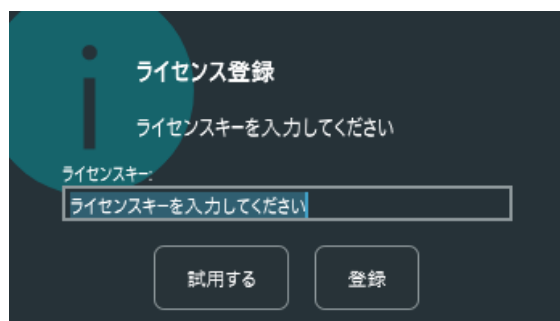 ライセンス登録
ライセンスキーを入力してください
ライセンスキー:
ライセンスキーを入力してください
試用する 登録